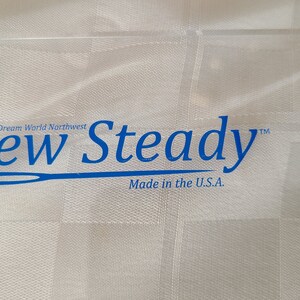 Dream World Northwest
ew Steady™
Made in the U.S.A.